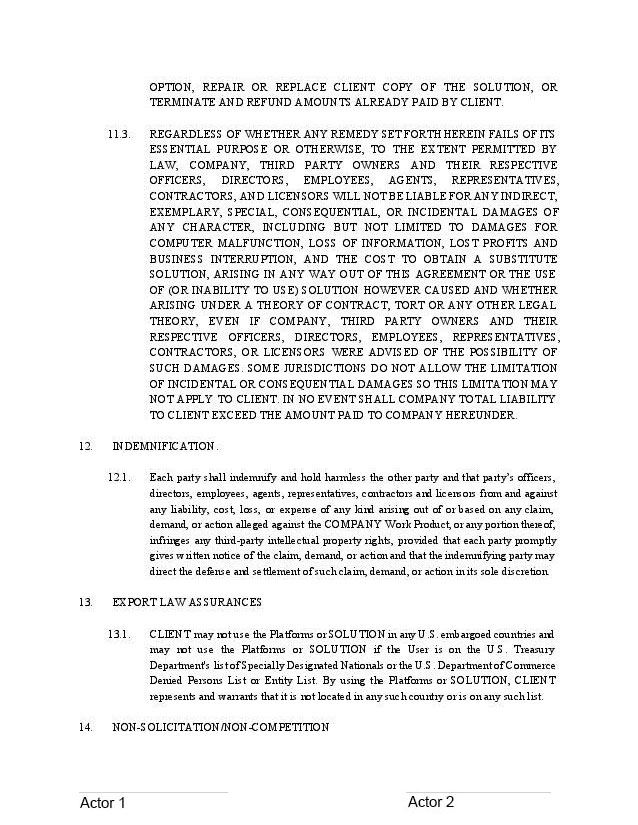 OPTION, REPAIR OR REPLACE CLIENT COPY OF THE SOLUTION, OR
TERMINATE AND REFUND AMOUNTS ALREADY PAID BY CLIENT.
11.3. REGARDLESS OF WHETHER ANY REMEDY SET FORTH HEREIN FAILS OF ITS
ESSENTIAL PURPOSE OR OTHERWISE, TO THE EXTENT PERMITTED BY
LAW, COMPANY, THIRD PARTY OWNERS AND THEIR RESPECTIVE
OFFICERS, DIRECTORS, EMPLOYEES, AGENTS, REPRESENTATIVES,
CONTRACTORS, AND LICENSORS WILL NOT BE LIABLE FOR ANY INDIRECT,
EXEMPLARY, SPECIAL, CONSEQUENTIAL, OR INCIDENTAL DAMAGES OF
ANY CHARACTER, INCLUDING BUT NOT LIMITED TO DAMAGES FOR
COMPUTER MALFUNCTION, LOSS OF INFORMATION, LOST PROFITS AND
BUSINESS INTERRUPTION, AND THE COST TO OBTAIN A SUBSTITUTE
SOLUTION, ARISING IN ANY WAY OUT OF THIS AGREEMENT OR THE USE
OF (OR INABILITY TO USE) SOLUTION HOWEVER CAUSED AND WHETHER
ARISING UNDER A THEORY OF CONTRACT, TORT OR ANY OTHER LEGAL
THEORY, EVEN IF COMPANY, THIRD PARTY OWNERS AND THEIR
RESPECTIVE OFFICERS, DIRECTORS, EMPLOYEES, REPRESENTATIVES,
CONTRACTORS, OR LICENSORS WERE ADVISED OF THE POSSIBILITY OF
SUCH DAMAGES. SOME JURISDICTIONS DO NOT ALLOW THE LIMITATION
OF INCIDENTAL OR CONSEQUENTIAL DAMAGES SO THIS LIMITATION MAY
NOT APPLY TO CLIENT. IN NO EVENT SHALL COMPANY TOTAL LIABILITY
TO CLIENT EXCEED THE AMOUNT PAID TO COMPANY HEREUNDER.
12. INDEMNIFICATION.
12.1. Each party shall indemnify and hold harmless the other party and that party's officers,
directors, employees, agents, representatives, contractors and licensors from and against
any liability, cost, loss, or expense of any kind arising out of or based on any claim,
demand, or action alleged against the COMPANY Work Product, or any portion thereof,
infringes any third-party intellectual property rights, provided that each party promptly
gives written notice of the claim, demand, or action and that the indemnifying party may
direct the defense and settlement of such claim, demand, or action in its sole discretion.
13. EXPORT LAW ASSURANCES
13.1. CLIENT may not use the Platforms or SOLUTION in any U.S. embargoed countries and
may not use the Platforms or SOLUTION if the User is on the U.S. Treasury
Department's list of Specially Designated Nationals or the U.S. Department of Commerce
Denied Persons List or Entity List. By using the Platforms or SOLUTION, CLIENT
represents and warrants that it is not located in any such country or is on any such list.
14. NON-SOLICITATION/NON-COMPETITION
Actor 1 Actor 2